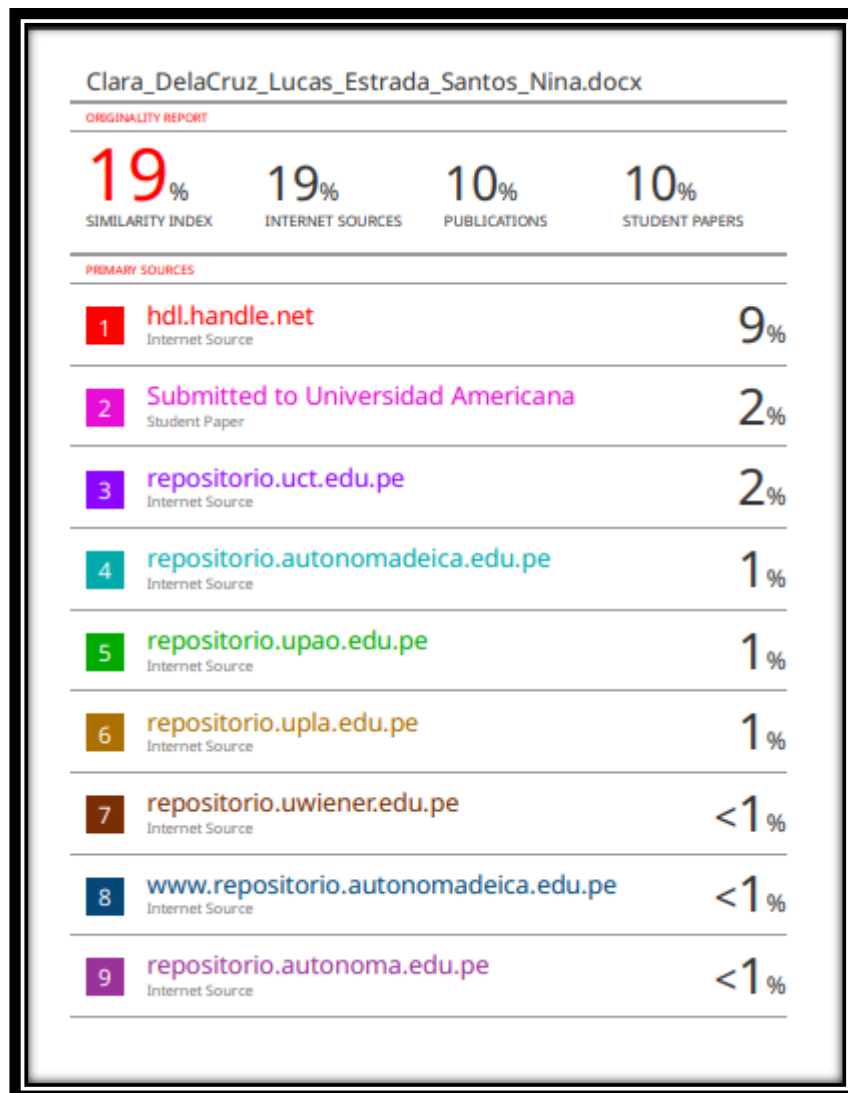 Clara_DelaCruz_Lucas_Estrada_Santos_Nina.docx
ORIGINALITY REPORT
19% 19% 10% 10%
SIMILARITY INDEX INTERNET SOURCES PUBLICATIONS STUDENT PAPERS
PRIMARY SOURCES
1 hdl.handle.net 9%
Internet Source
2 Submitted to Universidad Americana 2%
Student Paper
3 repositorio.uct.edu.pe 2%
Internet Source
4 repositorio.autonomadeica.edu.pe 1%
Internet Source
5 repositorio.upao.edu.pe 1%
Internet Source
6 repositorio.upla.edu.pe 1%
Internet Source
7 repositorio.uwiener.edu.pe <1%
Internet Source
8 www.repositorio.autonomadeica.edu.pe <1%
Internet Source
9 repositorio.autonoma.edu.pe <1%
Internet Source